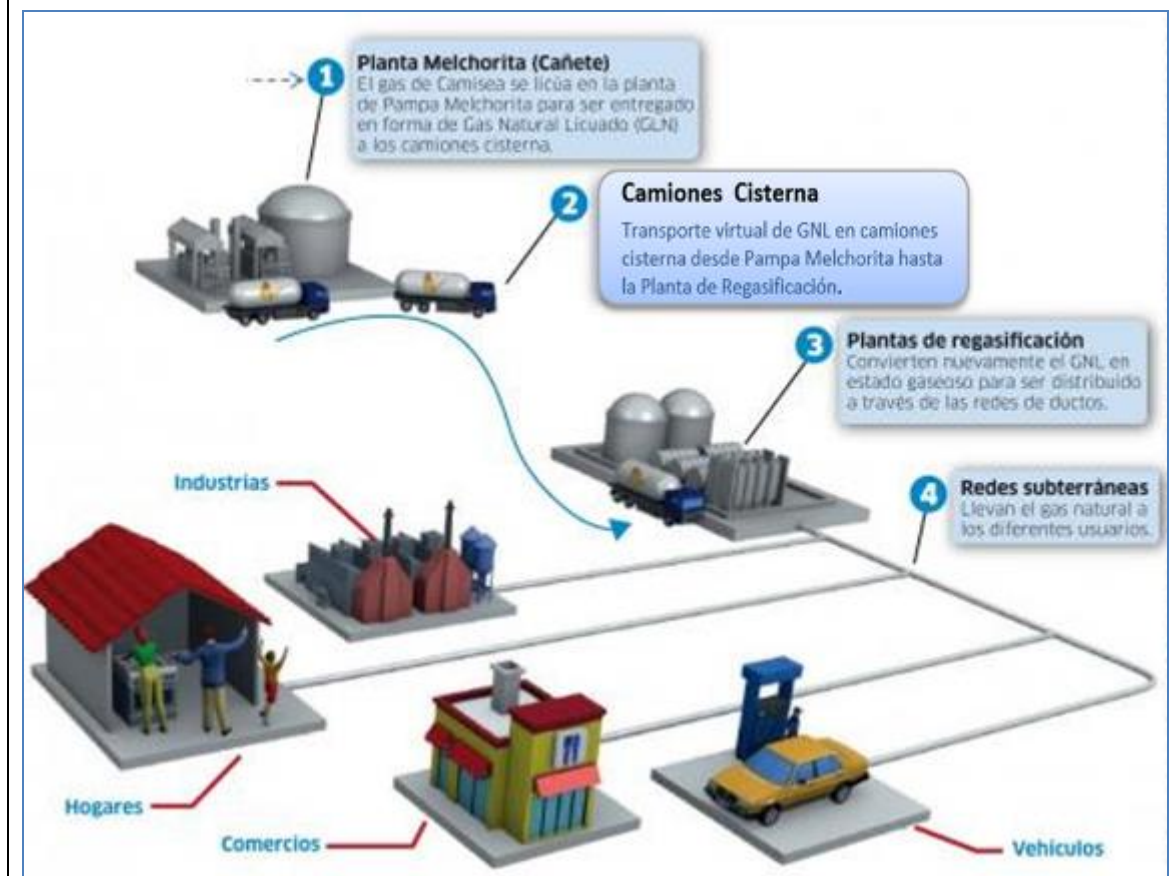 1
Planta Melchorita (Cañete)
El gas de Camisea se licúa en la planta
de Pampa Melchorita para ser entregado
en forma de Gas Natural Licuado (GLN)
a los camiones cisterna.
2
Camiones Cisterna
Transporte virtual de GNL en camiones
cisterna desde Pampa Melchorita hasta
la Planta de Regasificación.
3
Plantas de regasificación
Convierten nuevamente el GNL en
estado gaseoso para ser distribuido
a través de las redes de ductos.
4
Redes subterráneas
Llevan el gas natural a
los diferentes usuarios.
Industrias
Hogares
Comercios
Vehículos